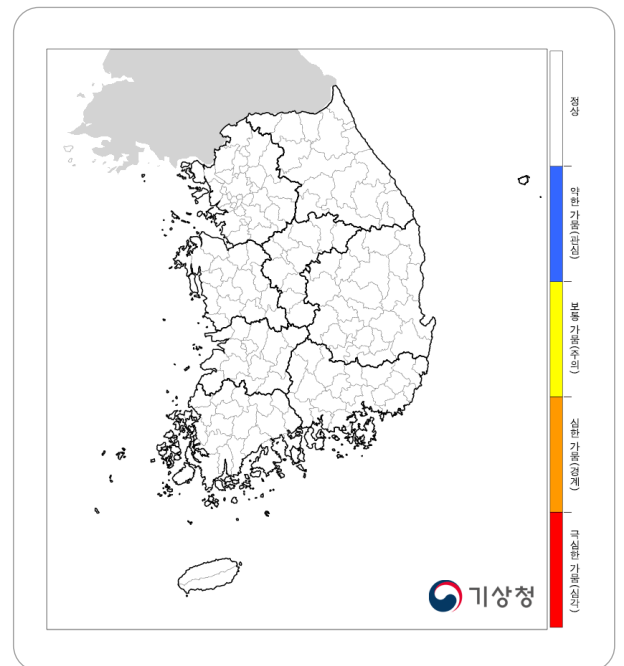 정상
약한 가뭄(관심)
보통 가뭄(주의)
심한 가뭄(경계)
극심한 가뭄(심각)
기상청